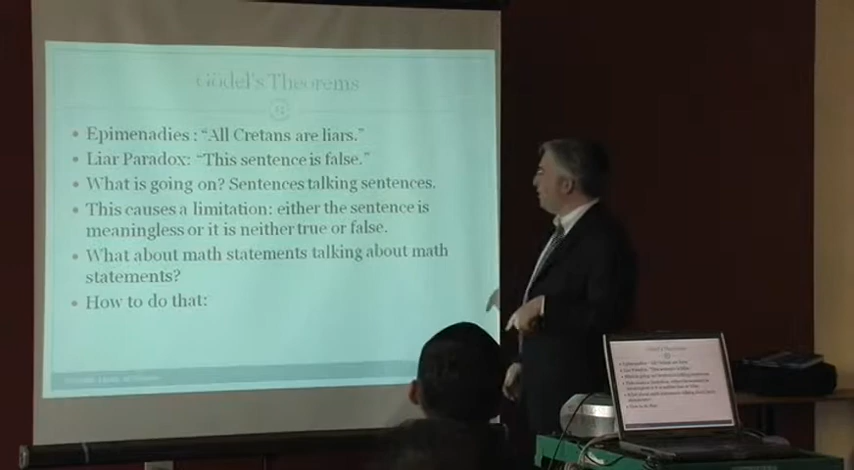 Gödel's Theorems
• Epimenadies : "All Cretans are liars."
• Liar Paradox: "This sentence is false."
• What is going on? Sentences talking sentences.
• This causes a limitation: either the sentence is
meaningless or it is neither true or false.
• What about math statements talking about math
statements?
• How to do that: